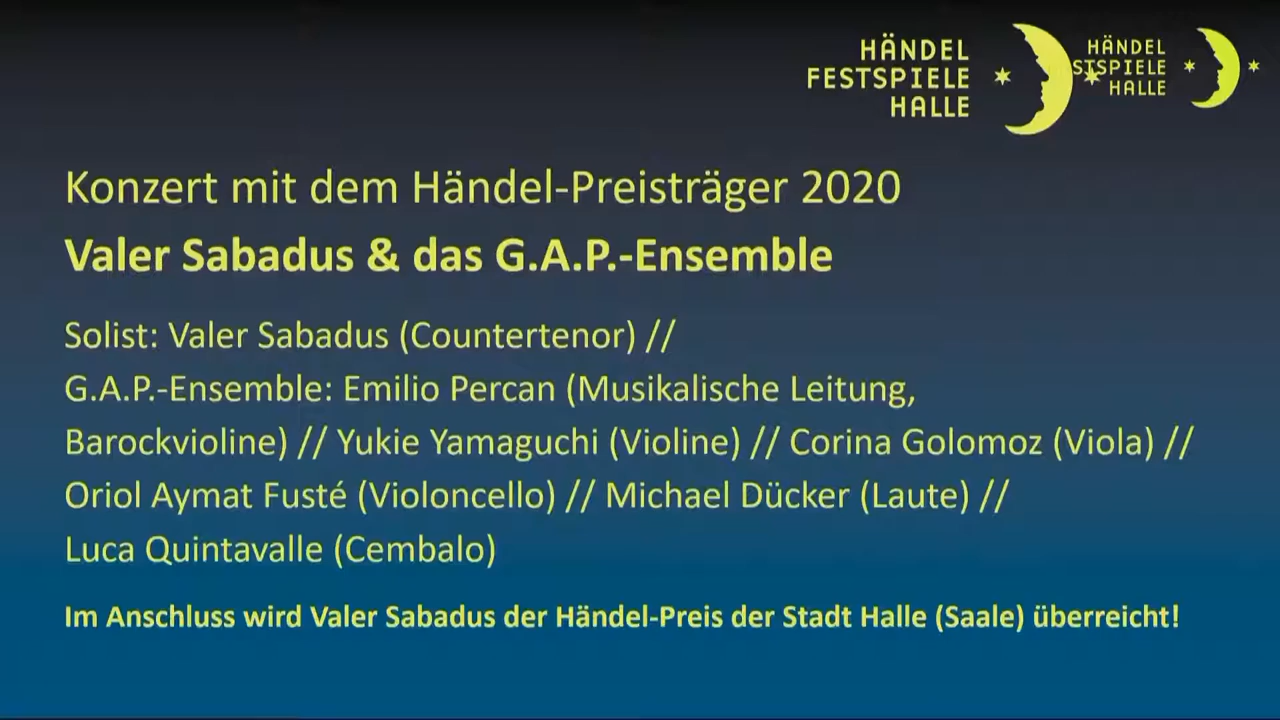 HÄNDEL
FESTSPIELE
HALLE
HÄNDEL
STSPIELE
HALLE
Konzert mit dem Händel-Preisträger 2020
Valer Sabadus & das G.A.P.-Ensemble
Solist: Valer Sabadus (Countertenor) //
G.A.P.-Ensemble: Emilio Percan (Musikalische Leitung,
Barockvioline) // Yukie Yamaguchi (Violine) // Corina Golomoz (Viola) //
Oriol Aymat Fusté (Violoncello) // Michael Dücker (Laute) //
Luca Quintavalle (Cembalo)
Im Anschluss wird Valer Sabadus der Händel-Preis der Stadt Halle (Saale) überreicht!